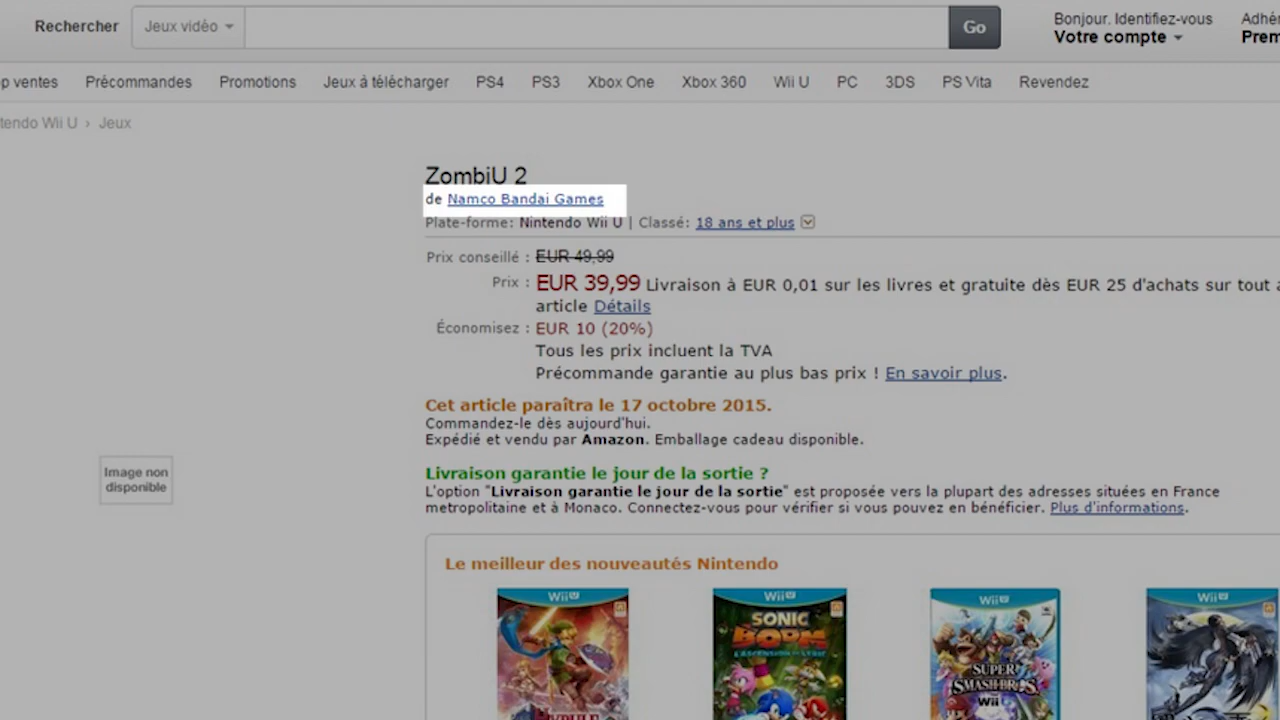 Rechercher Jeux vidéo Go Bonjour. Identifiez-vous
Votre compte
Adhé
Prem
p ventes Précommandes Promotions Jeux à télécharger PS4 PS3 Xbox One Xbox 360 Wii U PC 3DS PS Vita Revendez
tendo Wii U › Jeux
ZombiU 2
de Namco Bandai Games
Plate-forme: Nintendo Wii U | Classé: 18 ans et plus
Prix conseillé : EUR 49,99
Prix : EUR 39,99 Livraison à EUR 0,01 sur les livres et gratuite dès EUR 25 d'achats sur tout a
article Détails
Économisez : EUR 10 (20%)
Tous les prix incluent la TVA
Précommande garantie au plus bas prix ! En savoir plus.
Cet article paraîtra le 17 octobre 2015.
Commandez-le dès aujourd'hui.
Expédié et vendu par Amazon. Emballage cadeau disponible.
Image non
disponible
Livraison garantie le jour de la sortie ?
L'option "Livraison garantie le jour de la sortie" est proposée vers la plupart des adresses situées en France
metropolitaine et à Monaco. Connectez-vous pour vérifier si vous pouvez en bénéficier. Plus d'informations.
Le meilleur des nouveautés Nintendo
Wii U
Wii U
Wii U
Wii U
SONIC
BOOM
SUPER
SMASH BROS.
Wii U
HYRULE